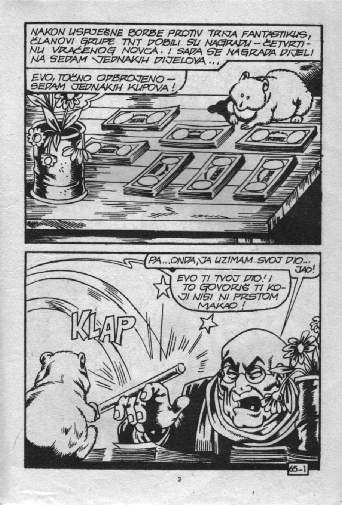 NAKON USPJEŠNE BORBE PROTIV TRIJA FANTASTIKUS,
ČLANOVI GRUPE TNT DOBILI SU NAGRADU – ČETVRTI-
NU VRAĆENOG NOVCA. I SADA SE NAGRADA DIJELI
NA SEDAM JEDNAKIH DIJELOVA...
EVO, TOČNO ODBROJENO –
SEDAM JEDNAKIH KUPOVA!
PA... ONDA, JA UZIMAM SVOJ DIO...
JAO!
EVO TI TVOJ DIO! I
TO GOVORIŠ TI KO-
JI NISI NI PRSTOM
MAKAO!
KLAP
65-1
3